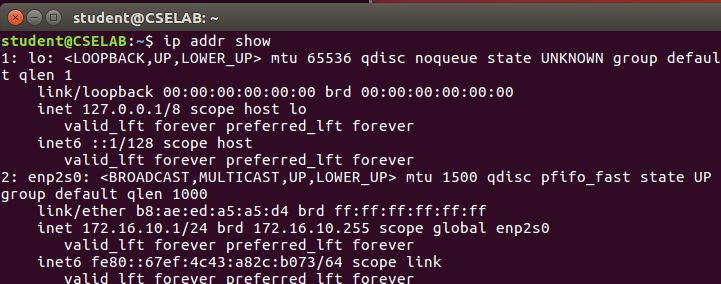 student@CSELAB: ~
student@CSELAB:~$ ip addr show
1: lo: <LOOPBACK,UP,LOWER_UP> mtu 65536 qdisc noqueue state UNKNOWN group defaul
t qlen 1
link/loopback 00:00:00:00:00:00 brd 00:00:00:00:00:00
inet 127.0.0.1/8 scope host lo
valid_lft forever preferred_lft forever
inet6 ::1/128 scope host
valid_lft forever preferred_lft forever
2: enp2s0: <BROADCAST,MULTICAST,UP,LOWER_UP> mtu 1500 qdisc pfifo_fast state UP
group default qlen 1000
link/ether b8:ae:ed:a5:a5:d4 brd ff:ff:ff:ff:ff:ff
inet 172.16.10.1/24 brd 172.16.10.255 scope global enp2s0
valid_lft forever preferred_lft forever
inet6 fe80::67ef:4c43:a82c:b073/64 scope link
valid_lft forever preferred_lft forever